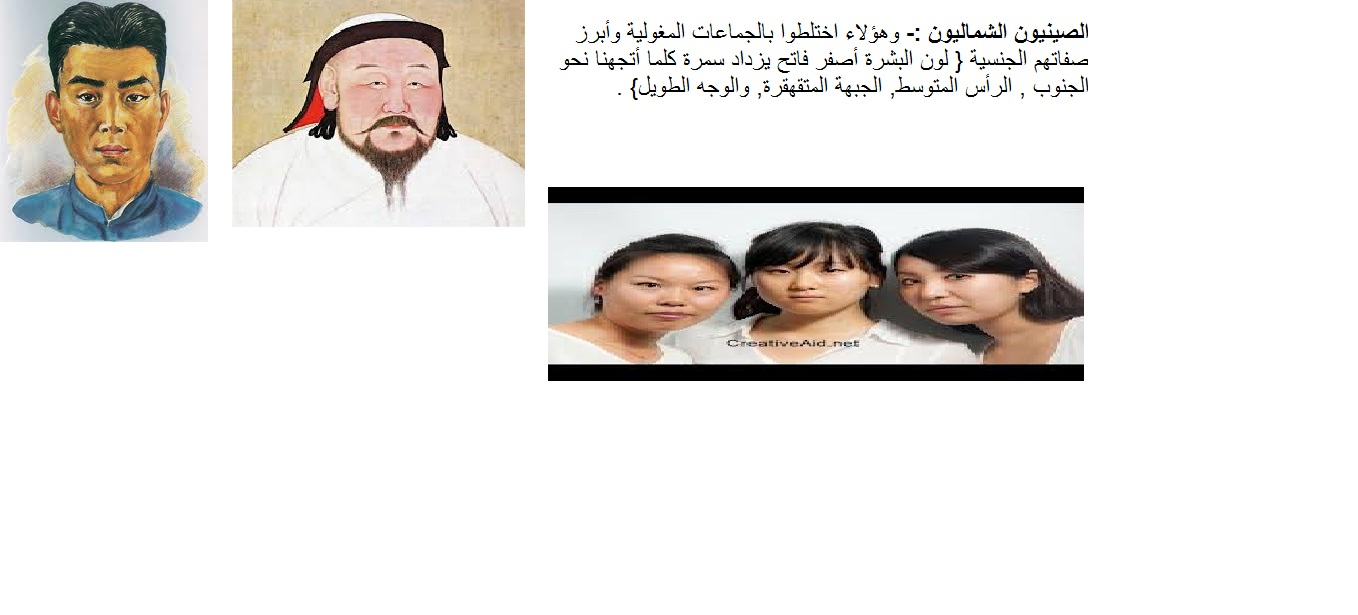 الصينيون الشماليون :- وهؤلاء اختلطوا بالجماعات المغولية وأبرز
صفاتهم الجنسية { لون البشرة أصفر فاتح يزداد سمرة كلما أتجهنا نحو
الجنوب , الرأس المتوسط, الجبهة المتقهقرة, والوجه الطويل} .
CreativeAid.net